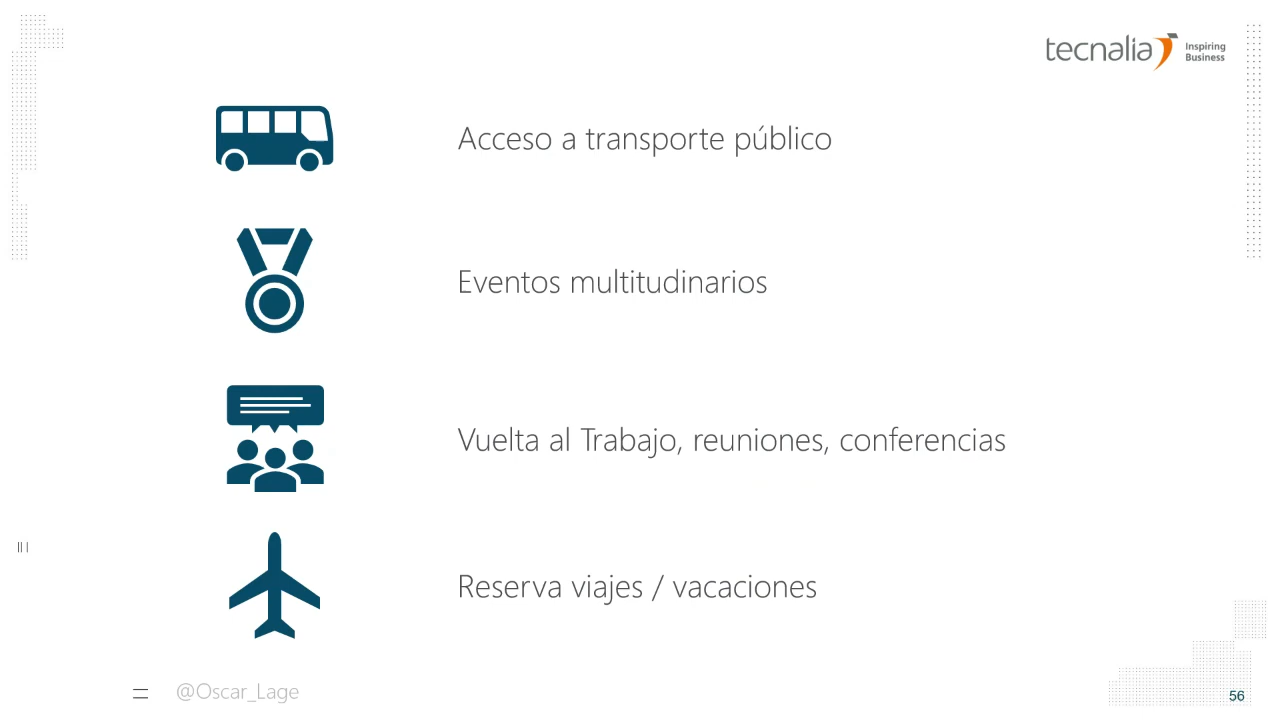 tecnalia Inspiring
Business
Acceso a transporte público
Eventos multitudinarios
Vuelta al Trabajo, reuniones, conferencias
Reserva viajes / vacaciones
@Oscar_Lage
56